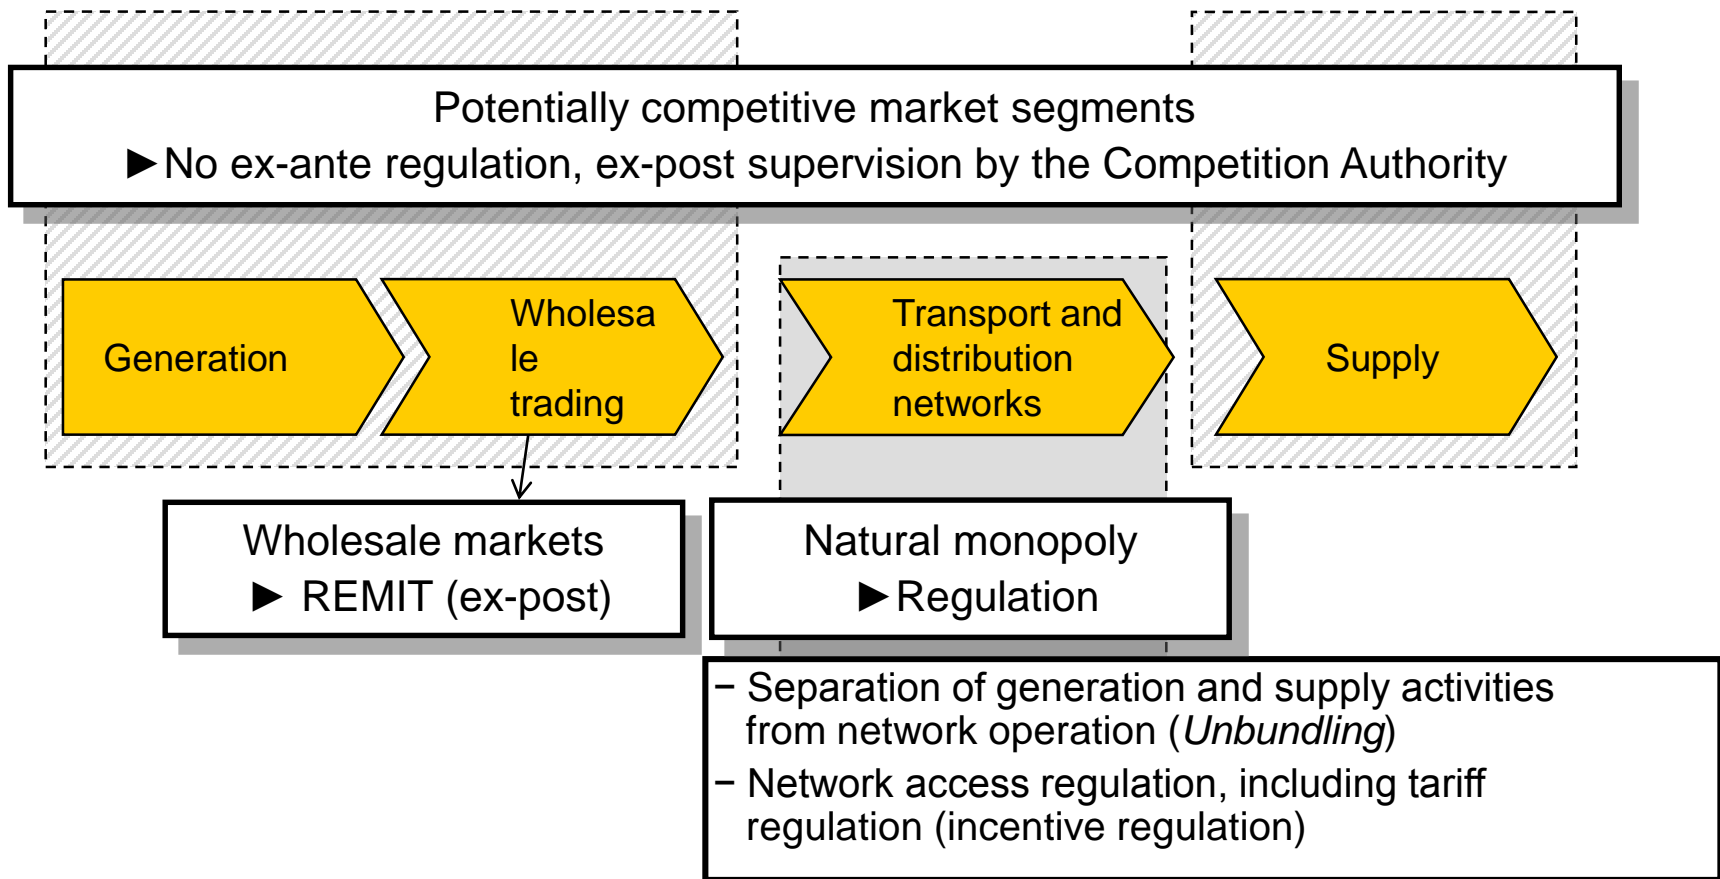 Potentially competitive market segments
►No ex-ante regulation, ex-post supervision by the Competition Authority
Generation
Wholesa
le
trading
Transport and
distribution
networks
Supply
Wholesale markets
► REMIT (ex-post)
Natural monopoly
►Regulation
− Separation of generation and supply activities
from network operation (Unbundling)
− Network access regulation, including tariff
regulation (incentive regulation)